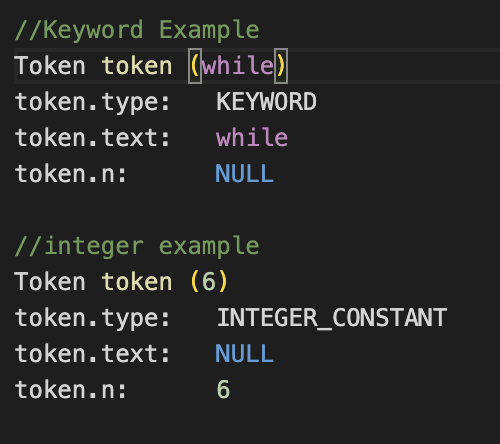 //Keyword Example
Token token (while)
token.type:   KEYWORD
token.text:   while
token.n:      NULL
//integer example
Token token (6)
token.type:   INTEGER_CONSTANT
token.text:   NULL
token.n:      6